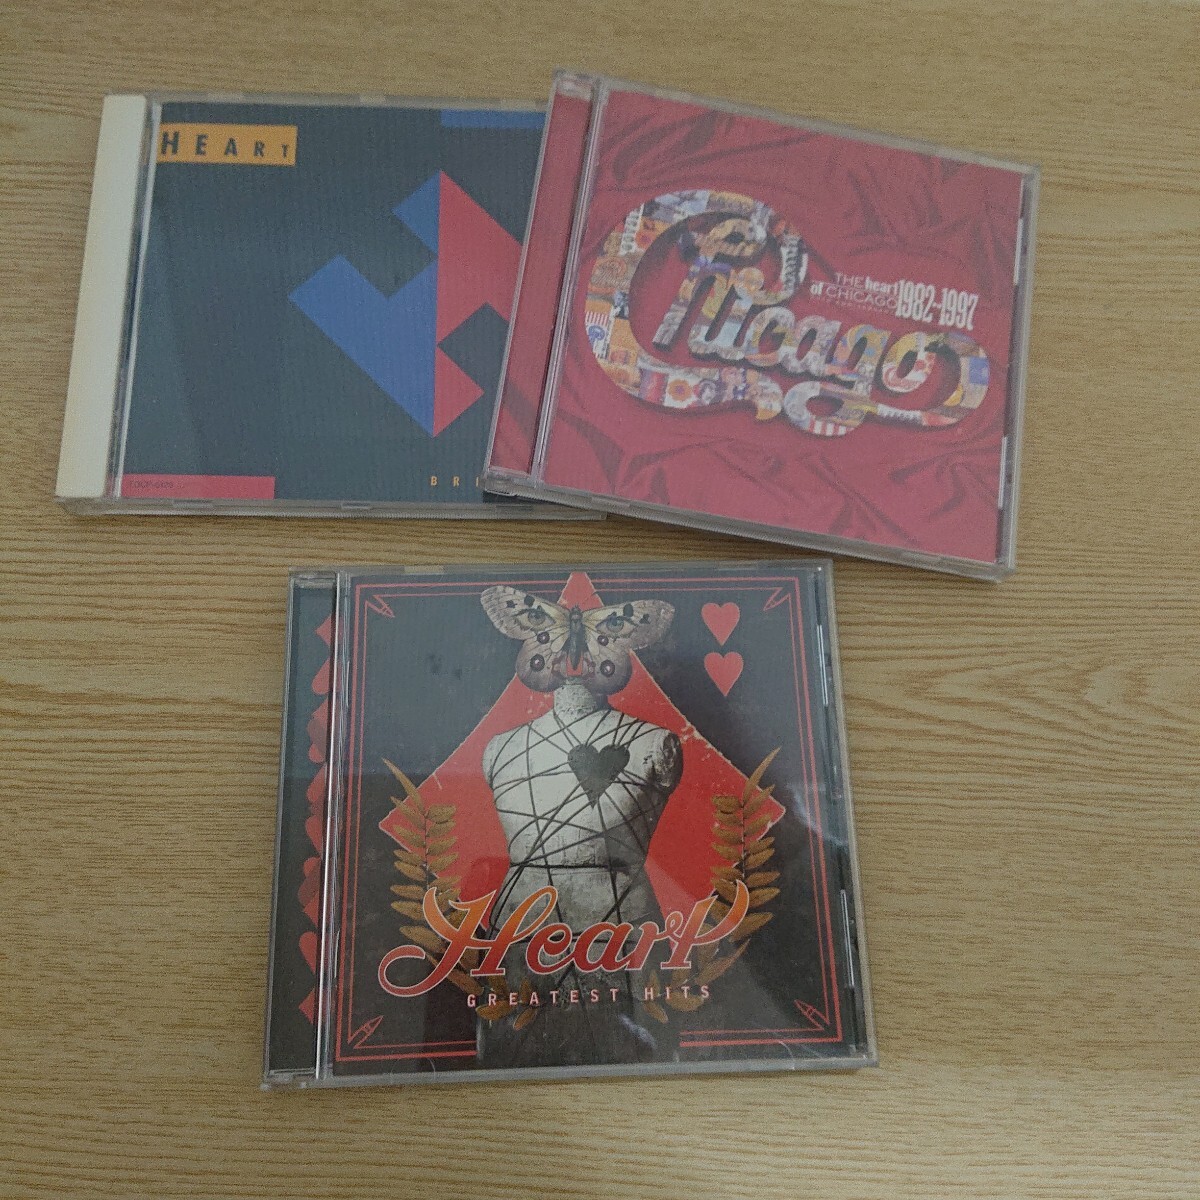 HEART
BRI
Chicago
THE heart
of CHICAGO
1982-1997
Heart
GREATEST HITS